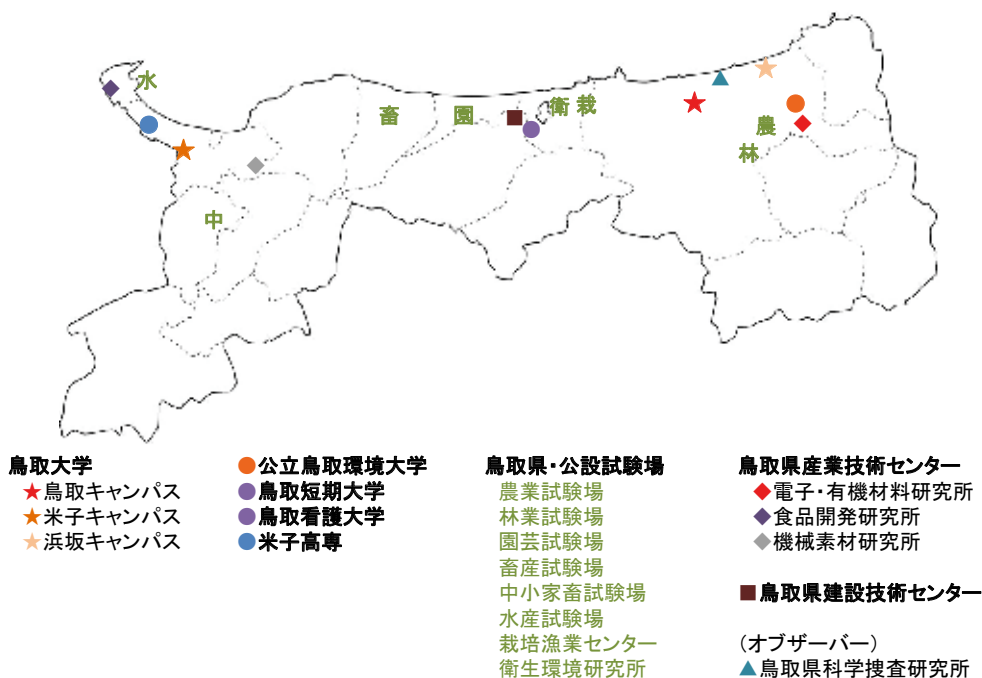 水
畜
園
衛
栽
農
林
中
鳥取大学
★鳥取キャンパス
★米子キャンパス
★浜坂キャンパス
●公立鳥取環境大学
●鳥取短期大学
●鳥取看護大学
●米子高専
鳥取県・公設試験場
農業試験場
林業試験場
園芸試験場
畜産試験場
中小家畜試験場
水産試験場
栽培漁業センター
衛生環境研究所
鳥取県産業技術センター
◆電子・有機材料研究所
◆食品開発研究所
◆機械素材研究所
■鳥取県建設技術センター
(オブザーバー)
▲鳥取県科学捜査研究所